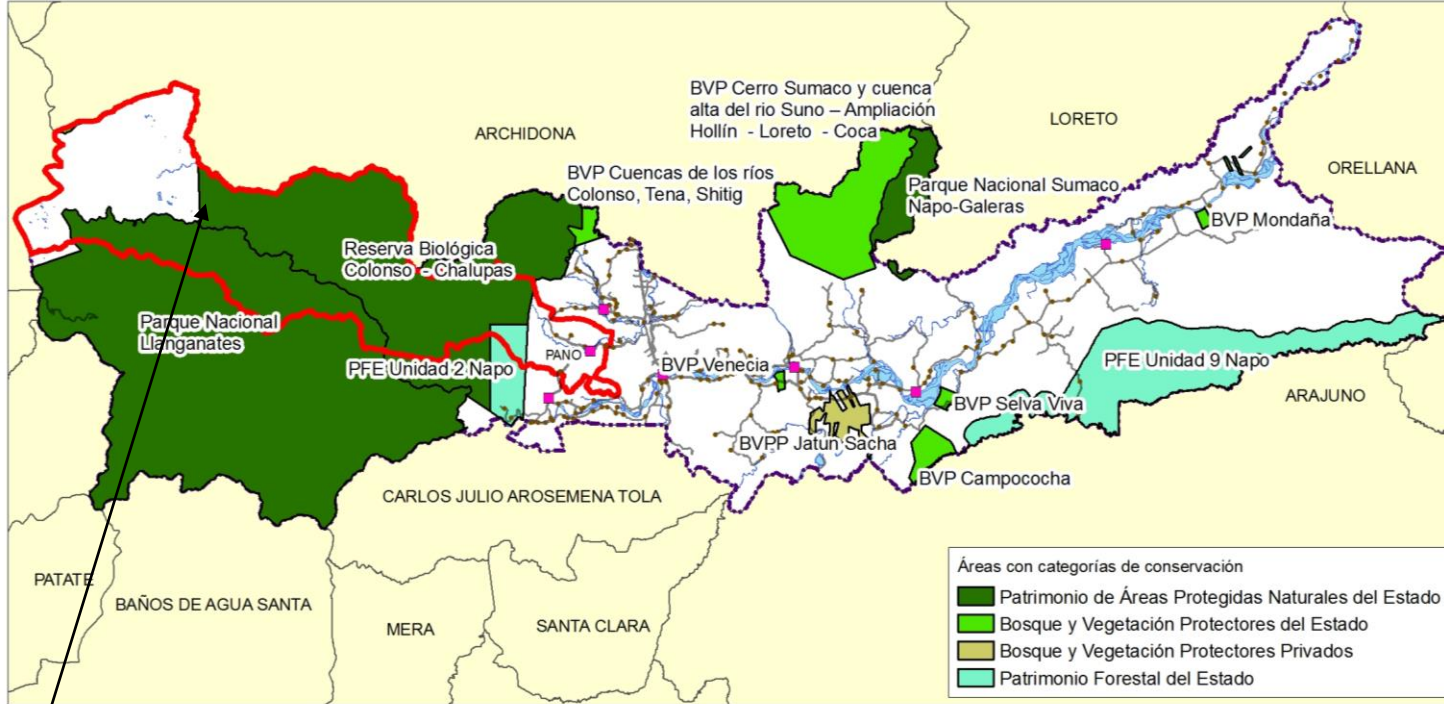 BVP Cerro Sumaco y cuenca
alta del rio Suno – Ampliación
Hollín - Loreto - Coca
LORETO
ARCHIDONA
ORELLANA
BVP Cuencas de los ríos
Colonso, Tena, Shitig
Parque Nacional Sumaco
Napo-Galeras
BVP Mondaña
Reserva Biológica
Colonso - Chalupas
Parque Nacional
Llanganates
PFE Unidad 2 Napo
PANO
BVP Venecia
PFE Unidad 9 Napo
ARAJUNO
BVP Selva Viva
BVPP Jatun Sacha
BVP Campococha
CARLOS JULIO AROSEMENA TOLA
PATATE
BAÑOS DE AGUA SANTA
MERA
SANTA CLARA
Áreas con categorías de conservación
Patrimonio de Áreas Protegidas Naturales del Estado
Bosque y Vegetación Protectores del Estado
Bosque y Vegetación Protectores Privados
Patrimonio Forestal del Estado